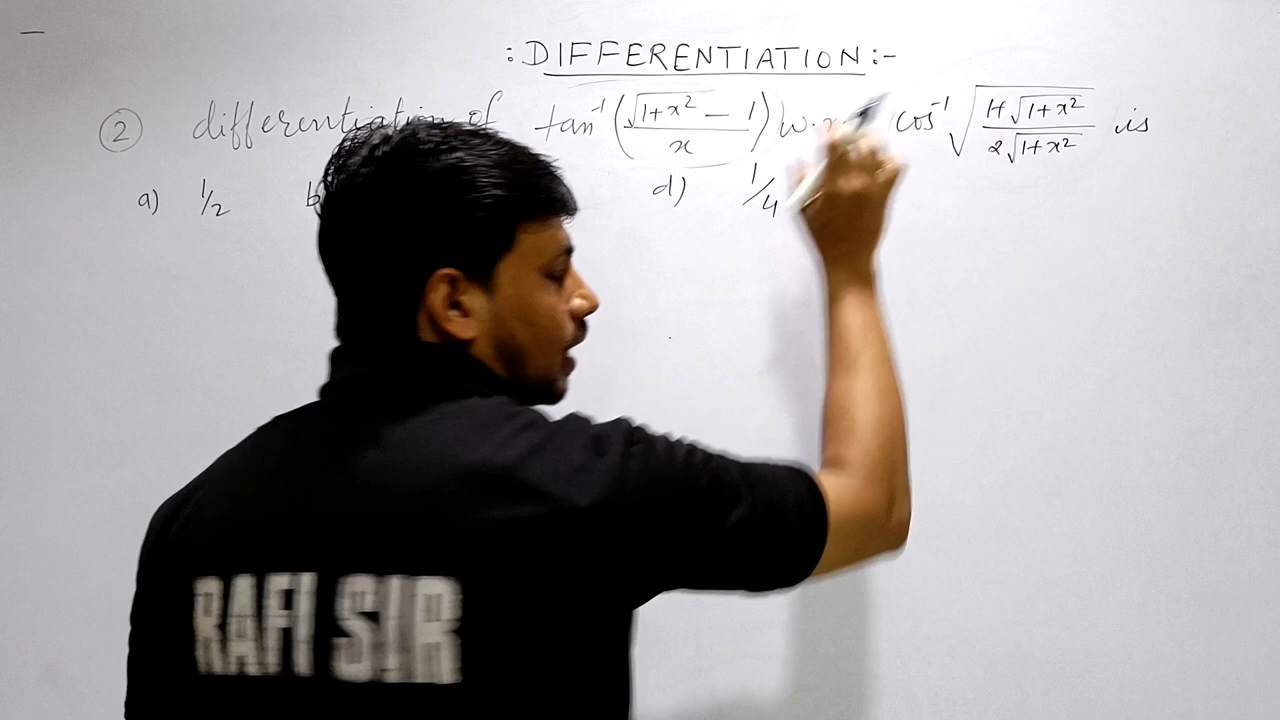 : DIFFERENTIATION :-
② differentiation of tan⁻¹ (√(1+x²) − 1 / x) w.r. cos⁻¹ √(1+√(1+x²) / 2√(1+x²)) is
a) 1/2 b d) 1/4
RAFI SIR